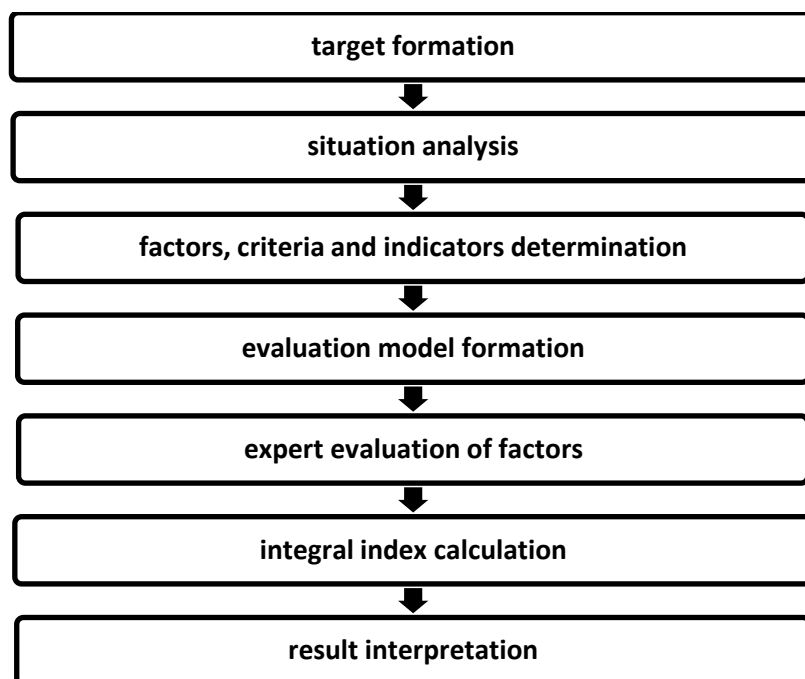 target formation
situation analysis
factors, criteria and indicators determination
evaluation model formation
expert evaluation of factors
integral index calculation
result interpretation